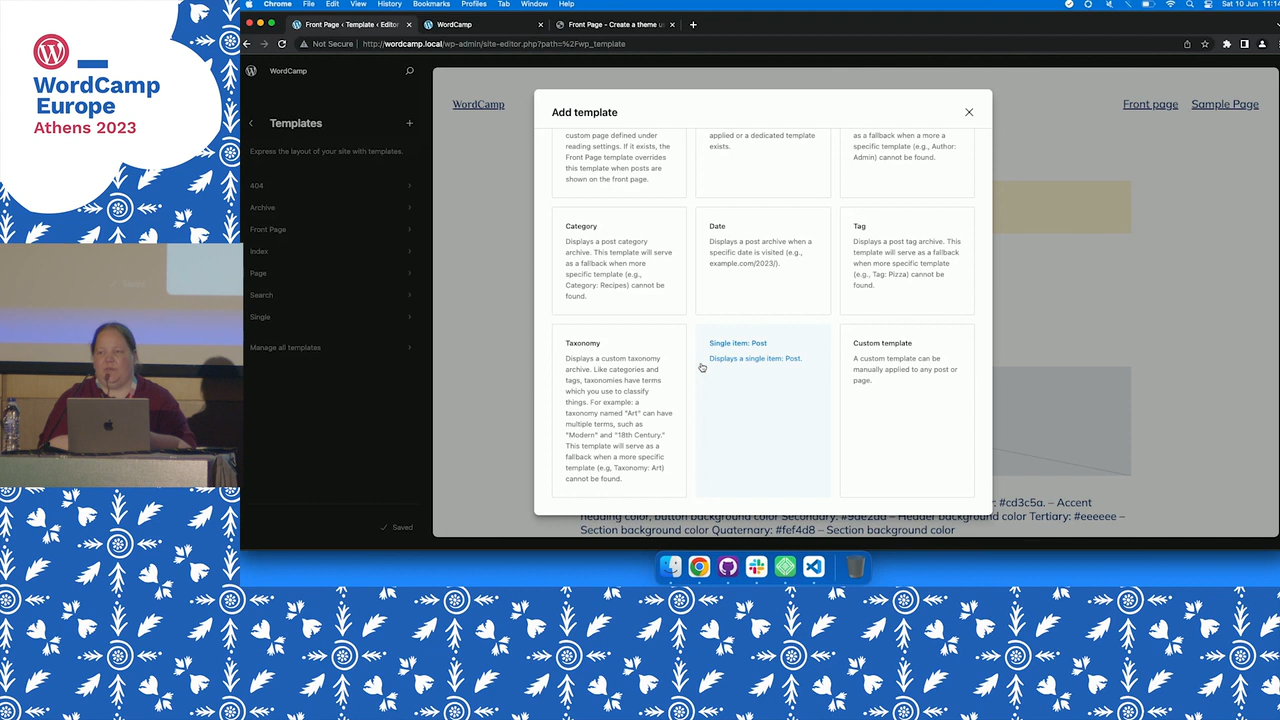 WordCamp
Europe
Athens 2023
Chrome File Edit View History Bookmarks Profiles Tab Window Help
Sat 10 Jun
Front Page ‹ Template ‹ Editor
WordCamp
Front Page - Create a theme
Not Secure
http://wordcamp.local/wp-admin/site-editor.php?path=%2Fwp_template
WordCamp
Templates
Express the layout of your site with templates.
404
Archive
Front Page
Index
Page
Search
Single
Manage all templates
Saved
WordCamp
Front page Sample Page
Add template
custom page defined under
reading settings. If it exists, the
Front Page template overrides
this template when posts are
shown on the front page.
applied or a dedicated template
exists.
as a fallback when a more a
specific template (e.g., Author:
Admin) cannot be found.
Category
Displays a post category
archive. This template will serve
as a fallback when more
specific template (e.g.,
Category: Recipes) cannot be
found.
Date
Displays a post archive when a
specific date is visited (e.g.,
example.com/2023/).
Tag
Displays a post tag archive. This
template will serve as a fallback
when more specific template
(e.g., Tag: Pizza) cannot be
found.
Taxonomy
Displays a custom taxonomy
archive. Like categories and
tags, taxonomies have terms
which you use to classify
things. For example: a
taxonomy named "Art" can have
multiple terms, such as
"Modern" and "18th Century."
This template will serve as a
fallback when a more specific
template (e.g, Taxonomy: Art)
cannot be found.
Single item: Post
Displays a single item: Post.
Custom template
A custom template can be
manually applied to any post or
page.
: #cd3c5a. – Accent
heading color, button background color Secondary: #9ae2da – Header background color Tertiary: #eeeeee –
Section background color Quaternary: #fef4d8 – Section background color